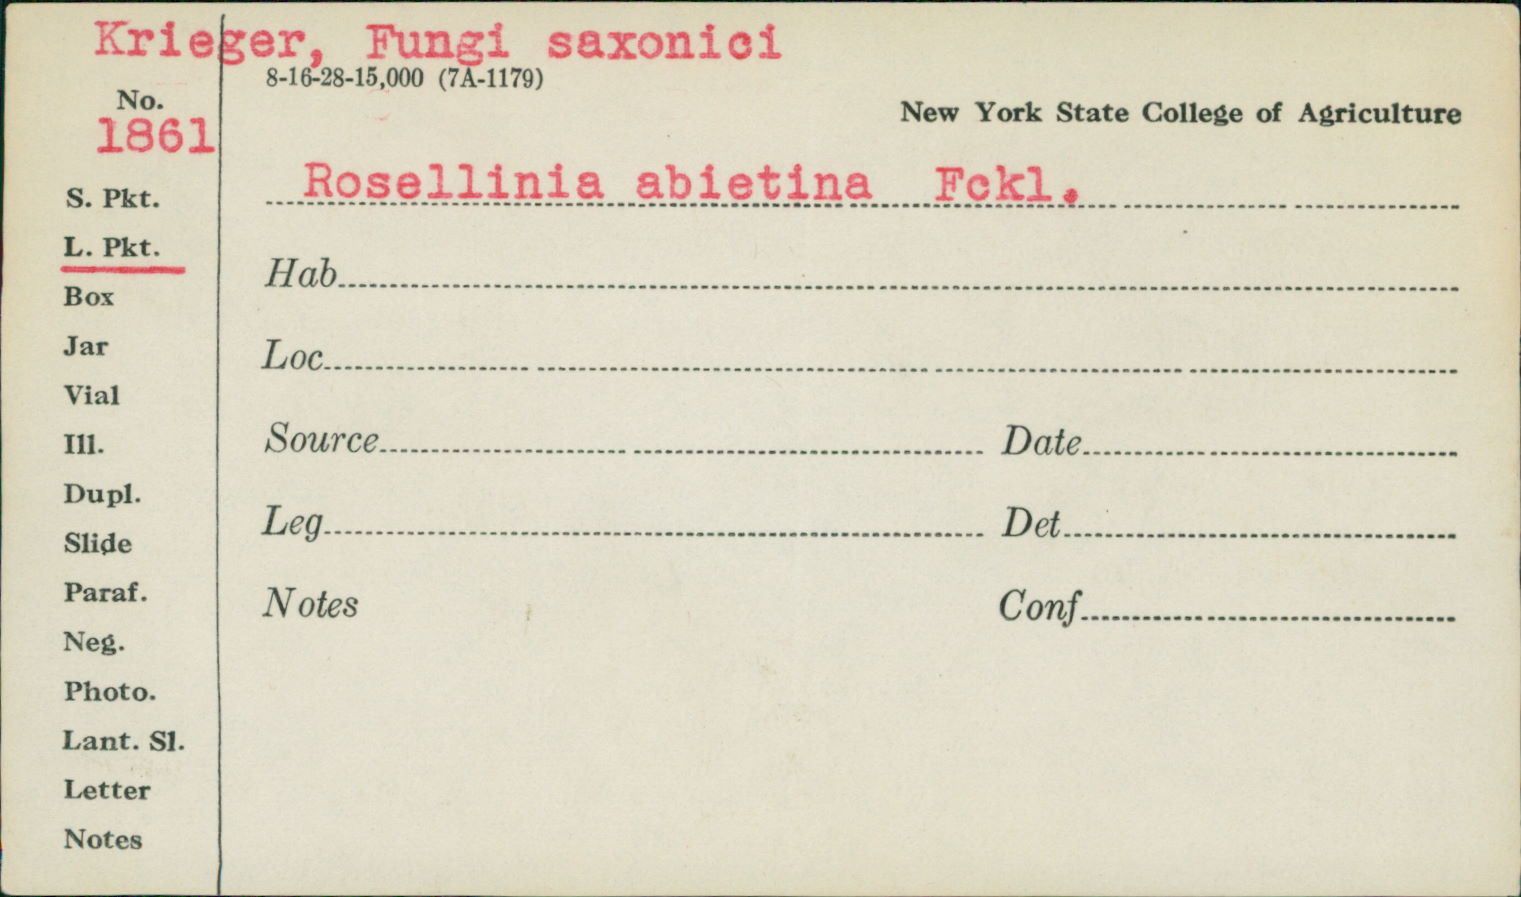 Krieger, Fungi saxonici
8-16-28-15,000 (7A-1179)
No.
1861
New York State College of Agriculture
Rosellinia abietina Fckl.
S. Pkt.
L. Pkt.
Box
Jar
Vial
Ill.
Dupl.
Slide
Paraf.
Neg.
Photo.
Lant. Sl.
Letter
Notes
Hab
Loc
Source Date
Leg Det
Notes Conf